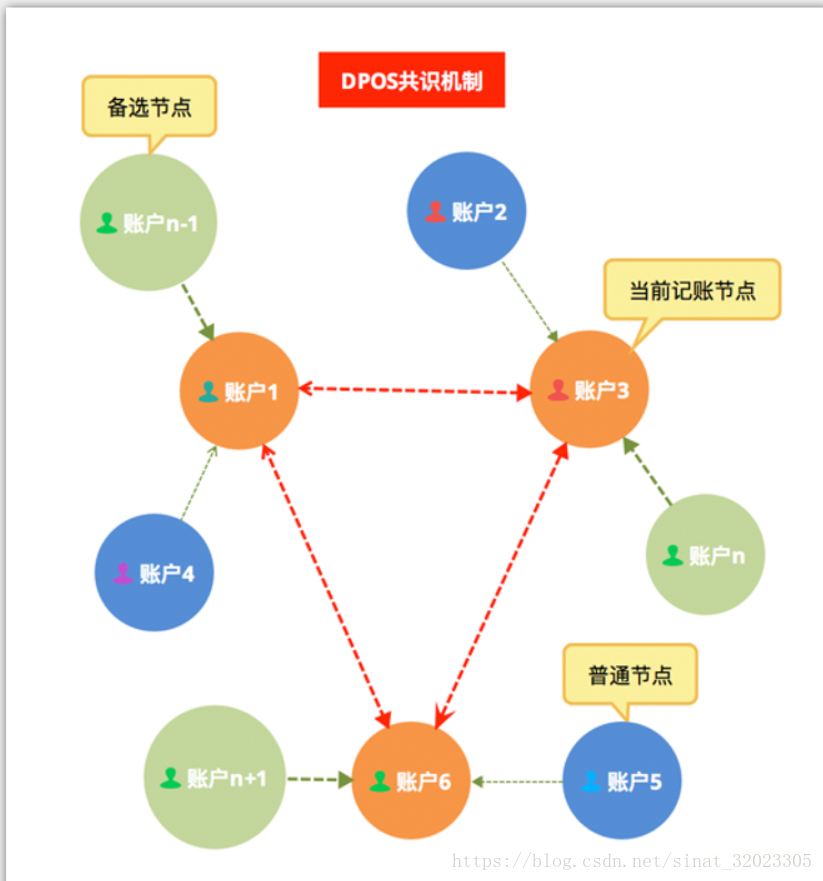 DPOS共识机制
备选节点
账户n-1
账户2
当前记账节点
账户1
账户3
账户n
账户4
普通节点
账户n+1
账户6
账户5
https://blog.csdn.net/sinat_32023305